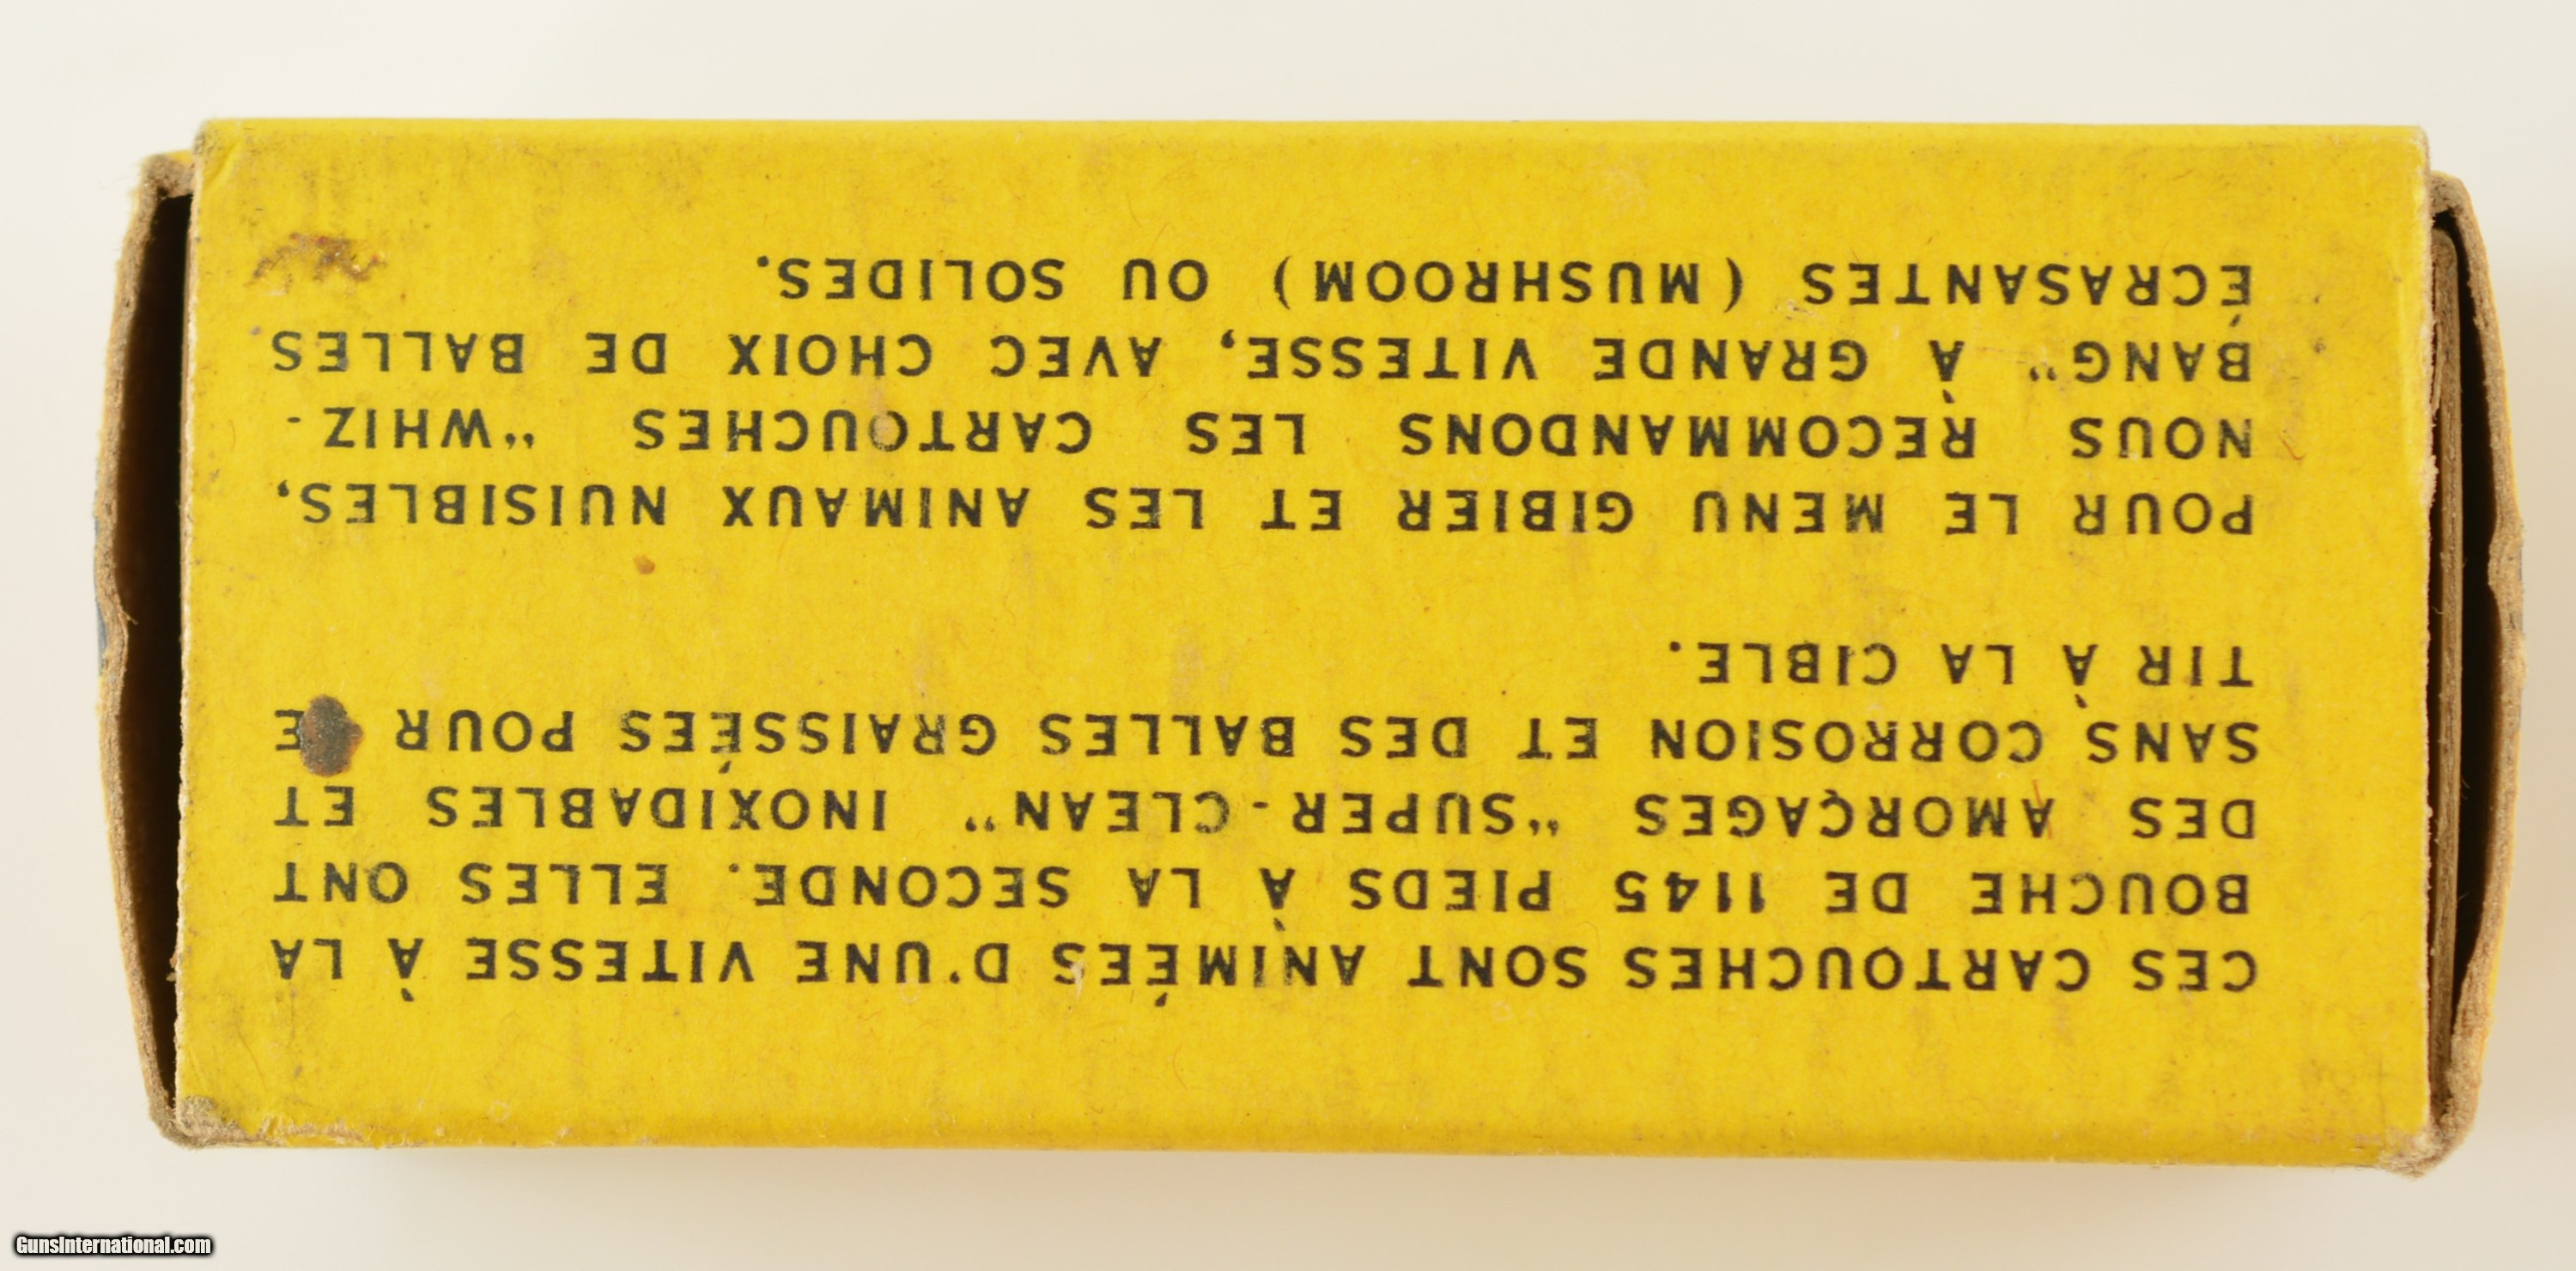 CES CARTOUCHES SONT ANIMÉES D'UNE VITESSE À LA
BOUCHE DE 1145 PIEDS À LA SECONDE. ELLES ONT
DES AMORÇAGES "SUPER-CLEAN" INOXIDABLES ET
SANS CORROSION ET DES BALLES GRAISSÉES POUR
TIR À LA CIBLE.
POUR LE MENU GIBIER ET LES ANIMAUX NUISIBLES,
NOUS RECOMMANDONS LES CARTOUCHES "WHIZ-
BANG" À GRANDE VITESSE, AVEC CHOIX DE BALLES
ÉCRASANTES (MUSHROOM) OU SOLIDES.
GunsInternational.com